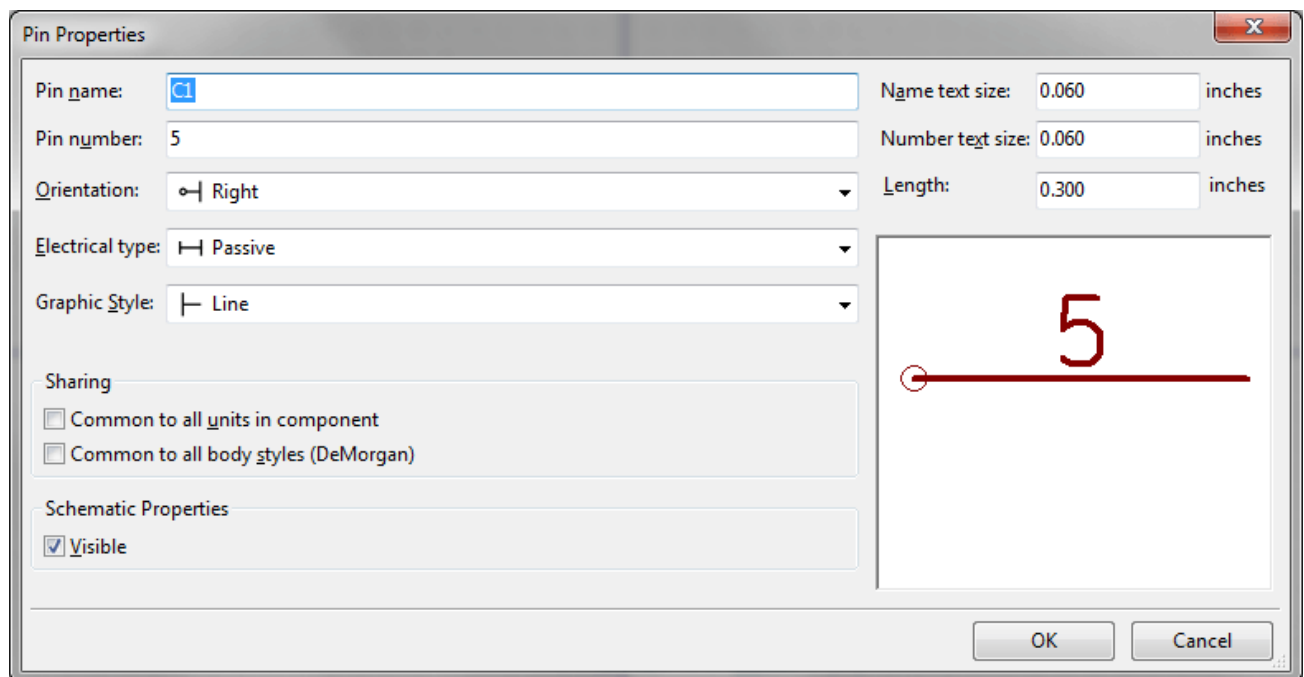 Pin Properties
Pin name: C1
Name text size: 0.060 inches
Pin number: 5
Number text size: 0.060 inches
Orientation: Right
Length: 0.300 inches
Electrical type: Passive
Graphic Style: Line
5
Sharing
Common to all units in component
Common to all body styles (DeMorgan)
Schematic Properties
Visible
OK Cancel